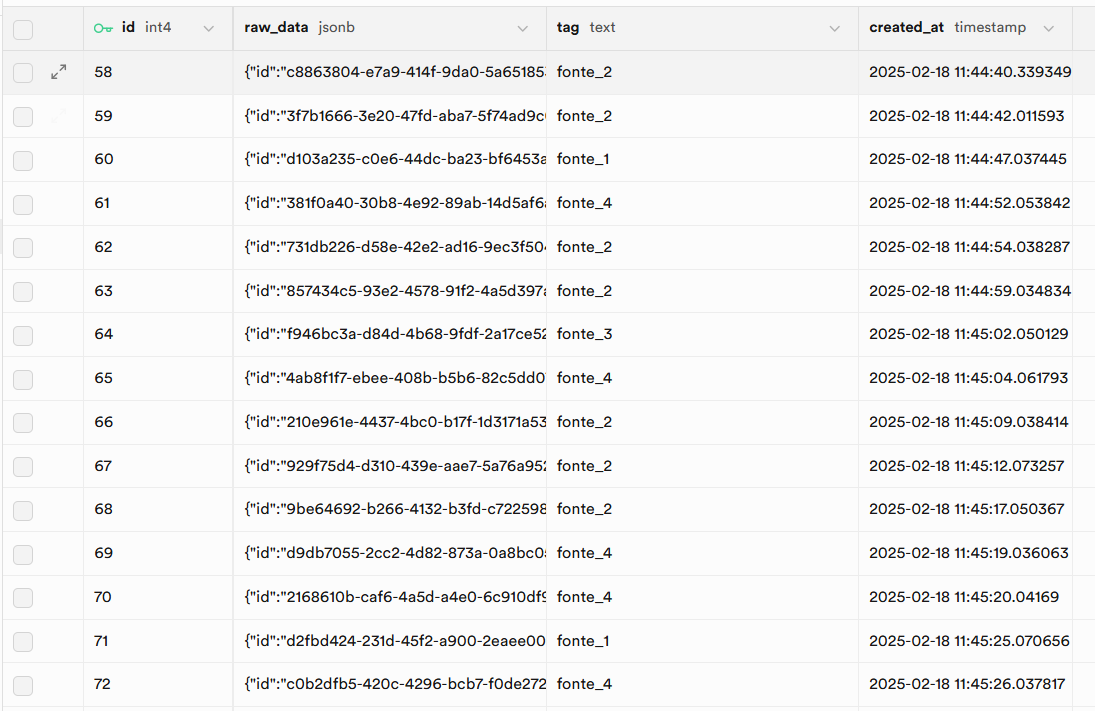 id int4 raw_data jsonb tag text created_at timestamp
58 {"id":"c8863804-e7a9-414f-9da0-5a65185 fonte_2 2025-02-18 11:44:40.339349
59 {"id":"3f7b1666-3e20-47fd-aba7-5f74ad9c fonte_2 2025-02-18 11:44:42.011593
60 {"id":"d103a235-c0e6-44dc-ba23-bf6453a fonte_1 2025-02-18 11:44:47.037445
61 {"id":"381f0a40-30b8-4e92-89ab-14d5af6 fonte_4 2025-02-18 11:44:52.053842
62 {"id":"731db226-d58e-42e2-ad16-9ec3f50 fonte_2 2025-02-18 11:44:54.038287
63 {"id":"857434c5-93e2-4578-91f2-4a5d397 fonte_2 2025-02-18 11:44:59.034834
64 {"id":"f946bc3a-d84d-4b68-9fdf-2a17ce52 fonte_3 2025-02-18 11:45:02.050129
65 {"id":"4ab8f1f7-ebee-408b-b5b6-82c5dd0 fonte_4 2025-02-18 11:45:04.061793
66 {"id":"210e961e-4437-4bc0-b17f-1d3171a53 fonte_2 2025-02-18 11:45:09.038414
67 {"id":"929f75d4-d310-439e-aae7-5a76a952 fonte_2 2025-02-18 11:45:12.073257
68 {"id":"9be64692-b266-4132-b3fd-c722598 fonte_2 2025-02-18 11:45:17.050367
69 {"id":"d9db7055-2cc2-4d82-873a-0a8bc0 fonte_4 2025-02-18 11:45:19.036063
70 {"id":"2168610b-caf6-4a5d-a4e0-6c910df9 fonte_4 2025-02-18 11:45:20.04169
71 {"id":"d2fbd424-231d-45f2-a900-2eaee00 fonte_1 2025-02-18 11:45:25.070656
72 {"id":"c0b2dfb5-420c-4296-bcb7-f0de272 fonte_4 2025-02-18 11:45:26.037817